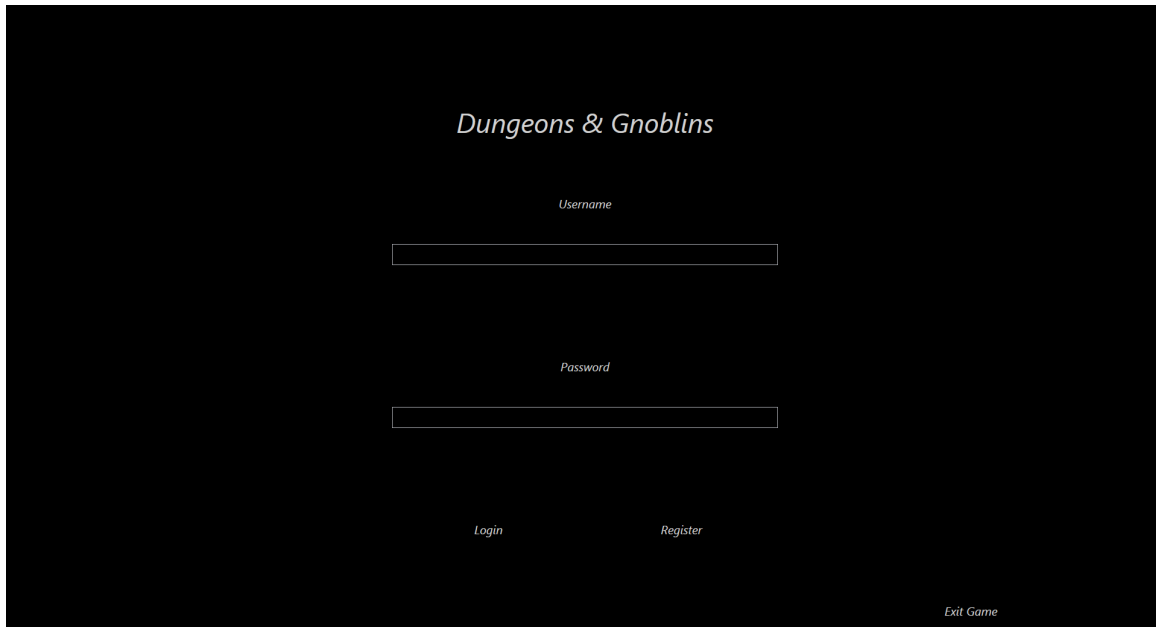 Dungeons & Gnoblins
Username
Password
Login Register
Exit Game